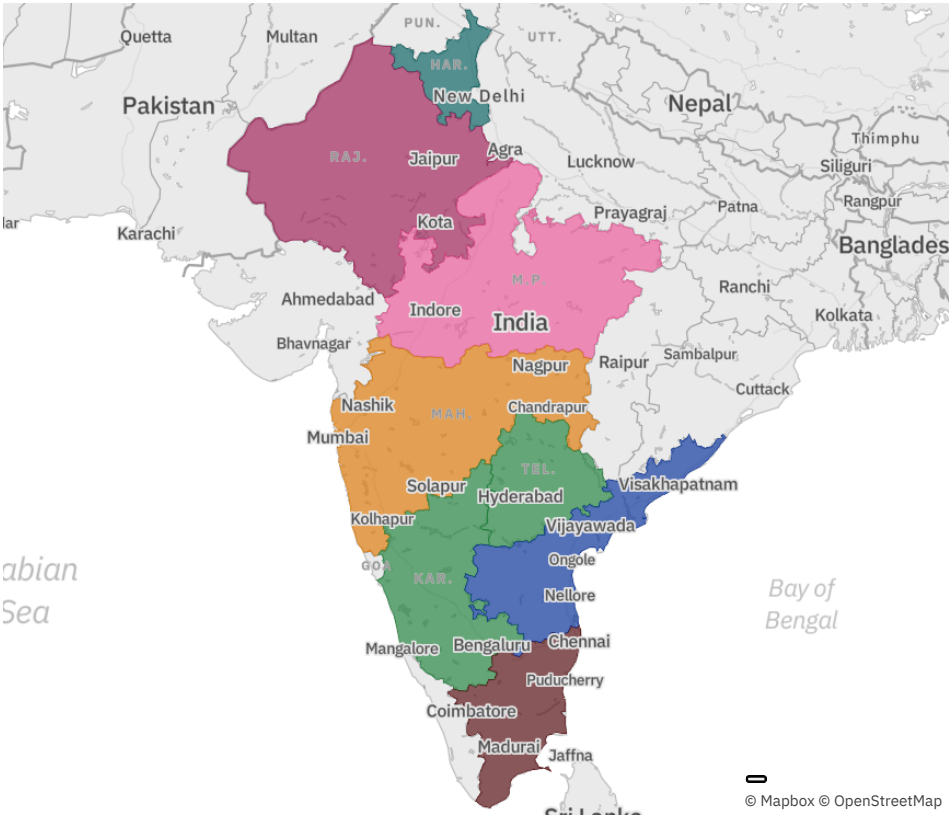 PUN.
Quetta
Multan
UTT.
HAR.
New Delhi
Pakistan
Nepal
Thimphu
RAJ.
Jaipur
Agra
Lucknow
Siliguri
Kota
Prayagraj
Patna
Rangpur
lar
Karachi
Banglades
M.P.
Ranchi
Ahmedabad
Indore
India
Kolkata
Bhavnagar
Nagpur
Raipur
Sambalpur
Cuttack
Nashik
MAH.
Chandrapur
Mumbai
TEL.
Solapur
Hyderabad
Visakhapatnam
Kolhapur
Vijayawada
GOA
Ongole
abian
Sea
KAR.
Nellore
Bay of
Bengal
Mangalore
Bengaluru
Chennai
Puducherry
Coimbatore
Madurai
Jaffna
Sri Lanka
© Mapbox © OpenStreetMap